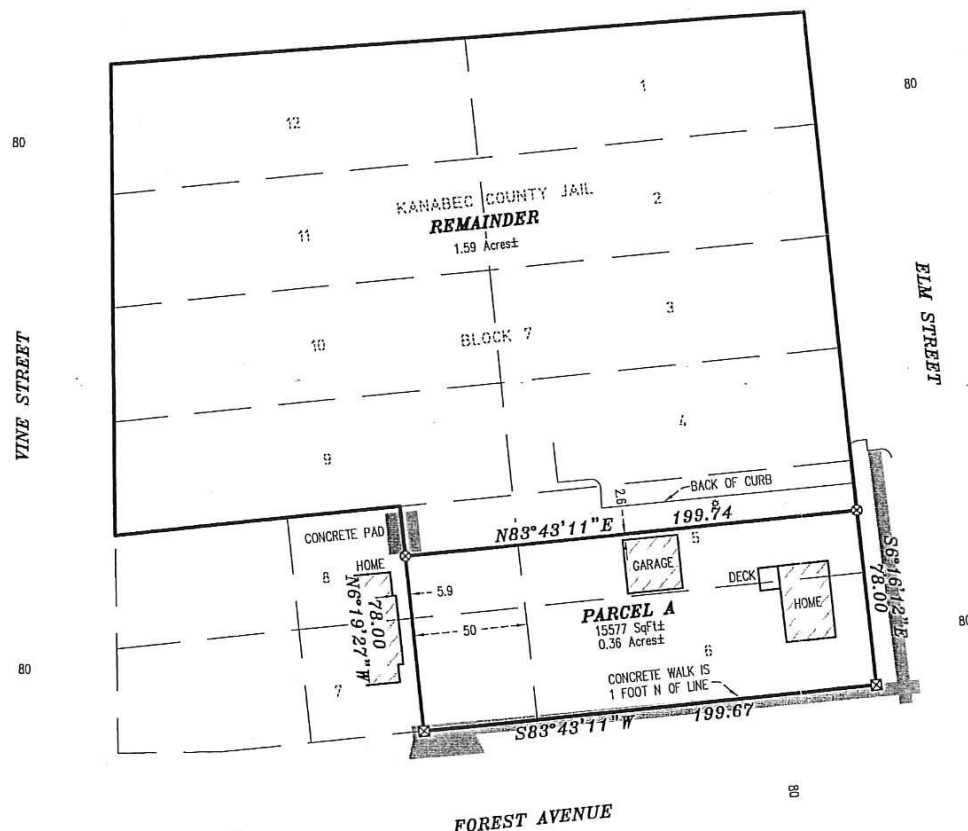 80
80
12
1
KANABEC COUNTY JAIL
REMAINDER
1.59 Acres±
11
2
VINE STREET
ELM STREET
10
BLOCK 7
3
9
4
BACK OF CURB
2.6
N83°43'11"E 199.74
CONCRETE PAD
HOME
8
N6°19'27"W
78.00
5.9
50
GARAGE
5
DECK
HOME
S6°16'12"E
78.00
PARCEL A
15577 SqFt±
0.36 Acres±
6
7
80
80
CONCRETE WALK IS
1 FOOT N OF LINE
S83°43'11"W 199.67
80
FOREST AVENUE